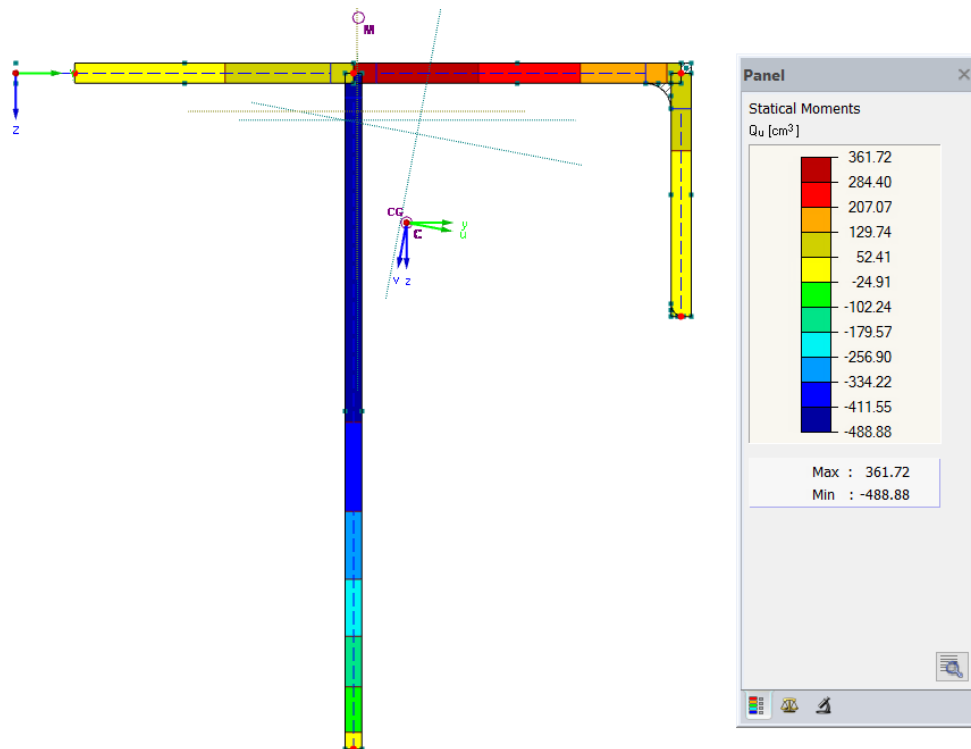 M
Z
CG
y
C
u
v z
Panel
Statical Moments
Qu [cm³]
361.72
284.40
207.07
129.74
52.41
-24.91
-102.24
-179.57
-256.90
-334.22
-411.55
-488.88
Max : 361.72
Min : -488.88